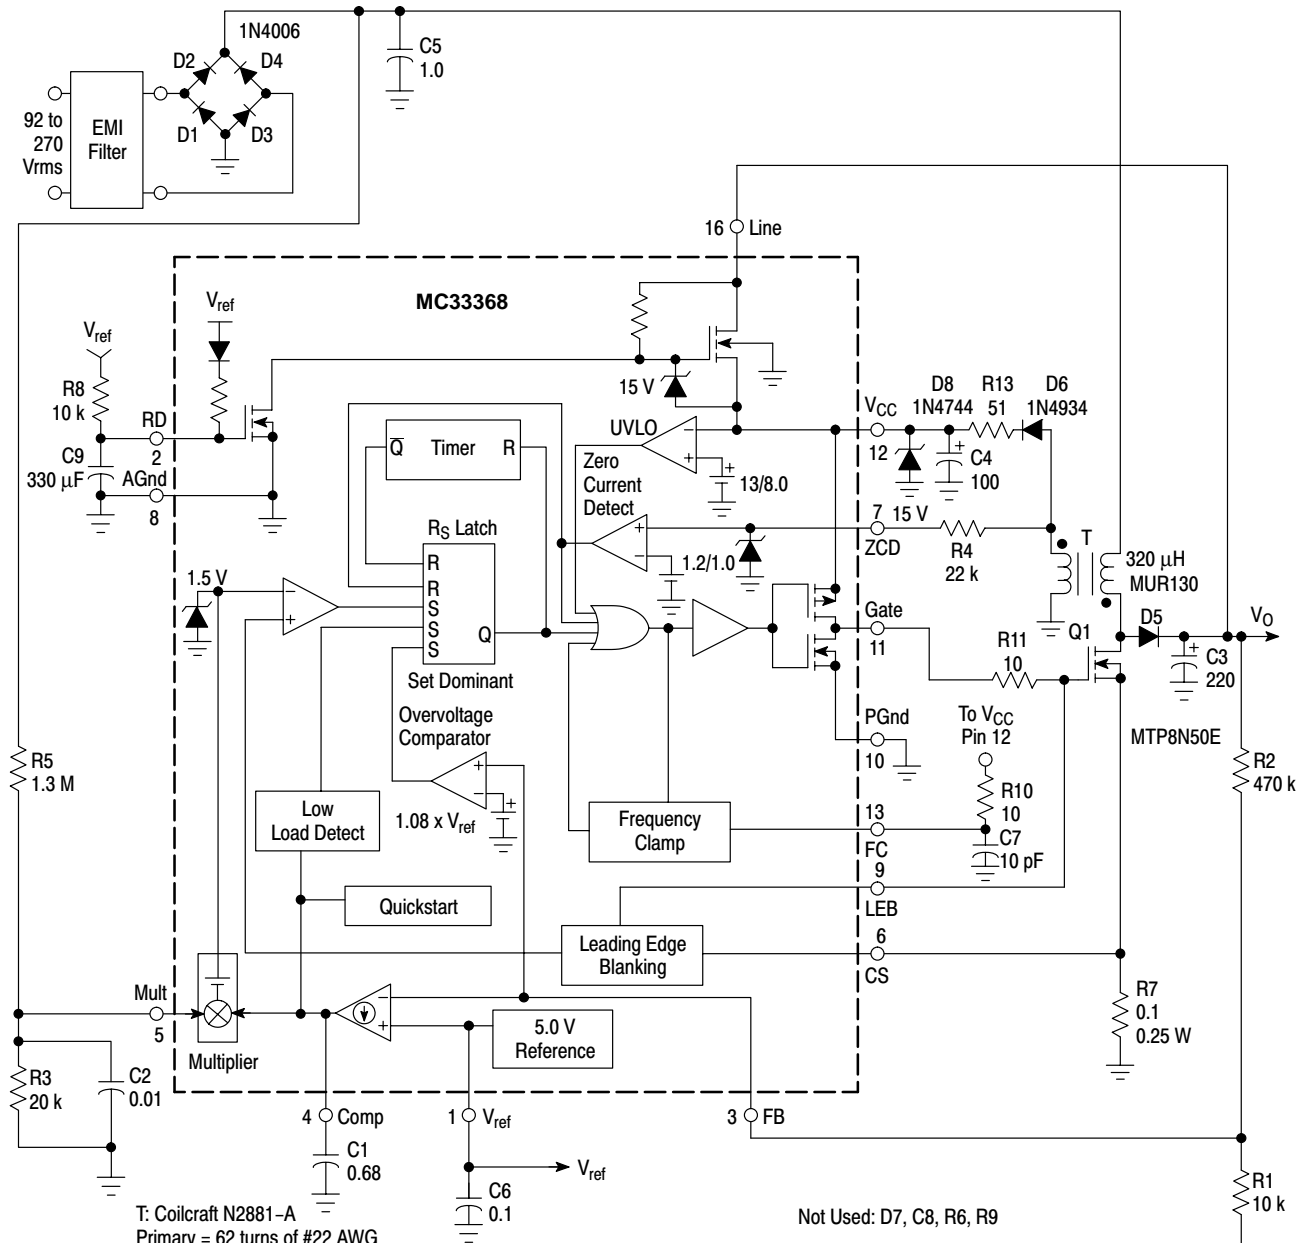 1N4006
D2
D4
D1
D3
C5
1.0
92 to
270
Vrms
EMI
Filter
16
Line
MC33368
Vref
Vref
R8
10 k
RD
2
C9
330 µF
AGnd
8
15 V
UVLO
VCC
12
D8
1N4744
R13
51
D6
1N4934
C4
100
13/8.0
Q
Timer
R
Zero
Current
Detect
RS Latch
R
R
S
S
S
Q
Set Dominant
1.2/1.0
7
15 V
ZCD
R4
22 k
T
320 µH
MUR130
1.5 V
Gate
11
R11
10
Q1
D5
VO
C3
220
MTP8N50E
Overvoltage
Comparator
1.08 x Vref
PGnd
10
To VCC
Pin 12
R10
10
R2
470 k
R5
1.3 M
Low
Load Detect
Frequency
Clamp
13
FC
C7
10 pF
9
LEB
Quickstart
Leading Edge
Blanking
6
CS
R7
0.1
0.25 W
Mult
5
Multiplier
5.0 V
Reference
R3
20 k
C2
0.01
4
Comp
1
Vref
3
FB
C1
0.68
Vref
C6
0.1
R1
10 k
T: Coilcraft N2881–A
Primary = 62 turns of #22 AWG
Not Used: D7, C8, R6, R9